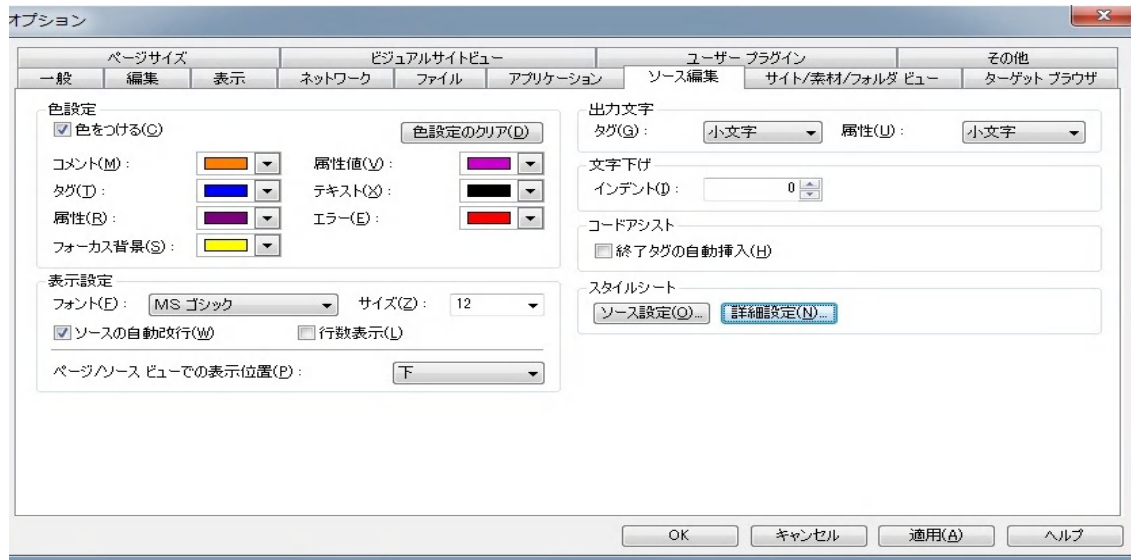 オプション
ページサイズ ビジュアルサイトビュー ユーザー プラグイン その他
一般 編集 表示 ネットワーク ファイル アプリケーション ソース編集 サイト/素材/フォルダ ビュー ターゲット ブラウザ
色設定
色をつける(C) 色設定のクリア(D)
コメント(M): 属性値(V):
タグ(T): テキスト(X):
属性(R): エラー(E):
フォーカス背景(S):
表示設定
フォント(F): MS ゴシック サイズ(Z): 12
ソースの自動改行(W) 行数表示(L)
ページ/ソース ビューでの表示位置(P): 下
出力文字
タグ(G): 小文字 属性(U): 小文字
文字下げ
インデント(I): 0
コードアシスト
終了タグの自動挿入(H)
スタイルシート
ソース設定(O)... 詳細設定(N)...
OK キャンセル 適用(A) ヘルプ